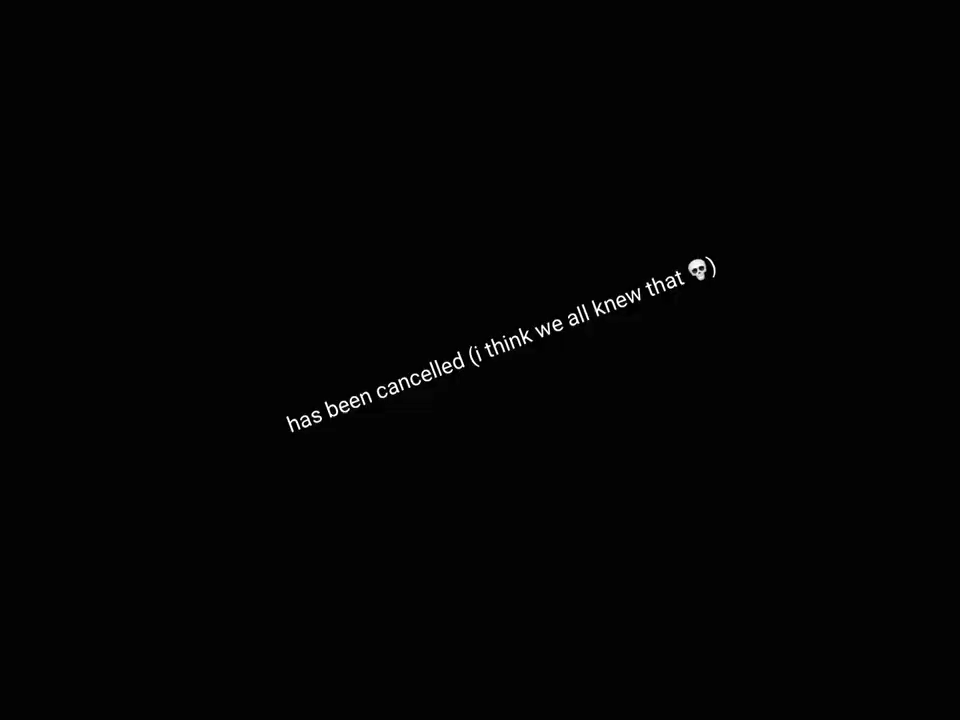 has been cancelled (i think we all knew that 💀)